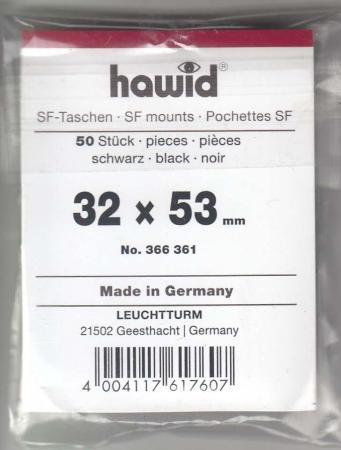 hawid®
SF-Taschen · SF mounts · Pochettes SF
50 Stück · pieces · pièces
schwarz · black · noir
32 x 53 mm
No. 366 361
Made in Germany
LEUCHTTURM
21502 Geesthacht | Germany
4 004117 617607